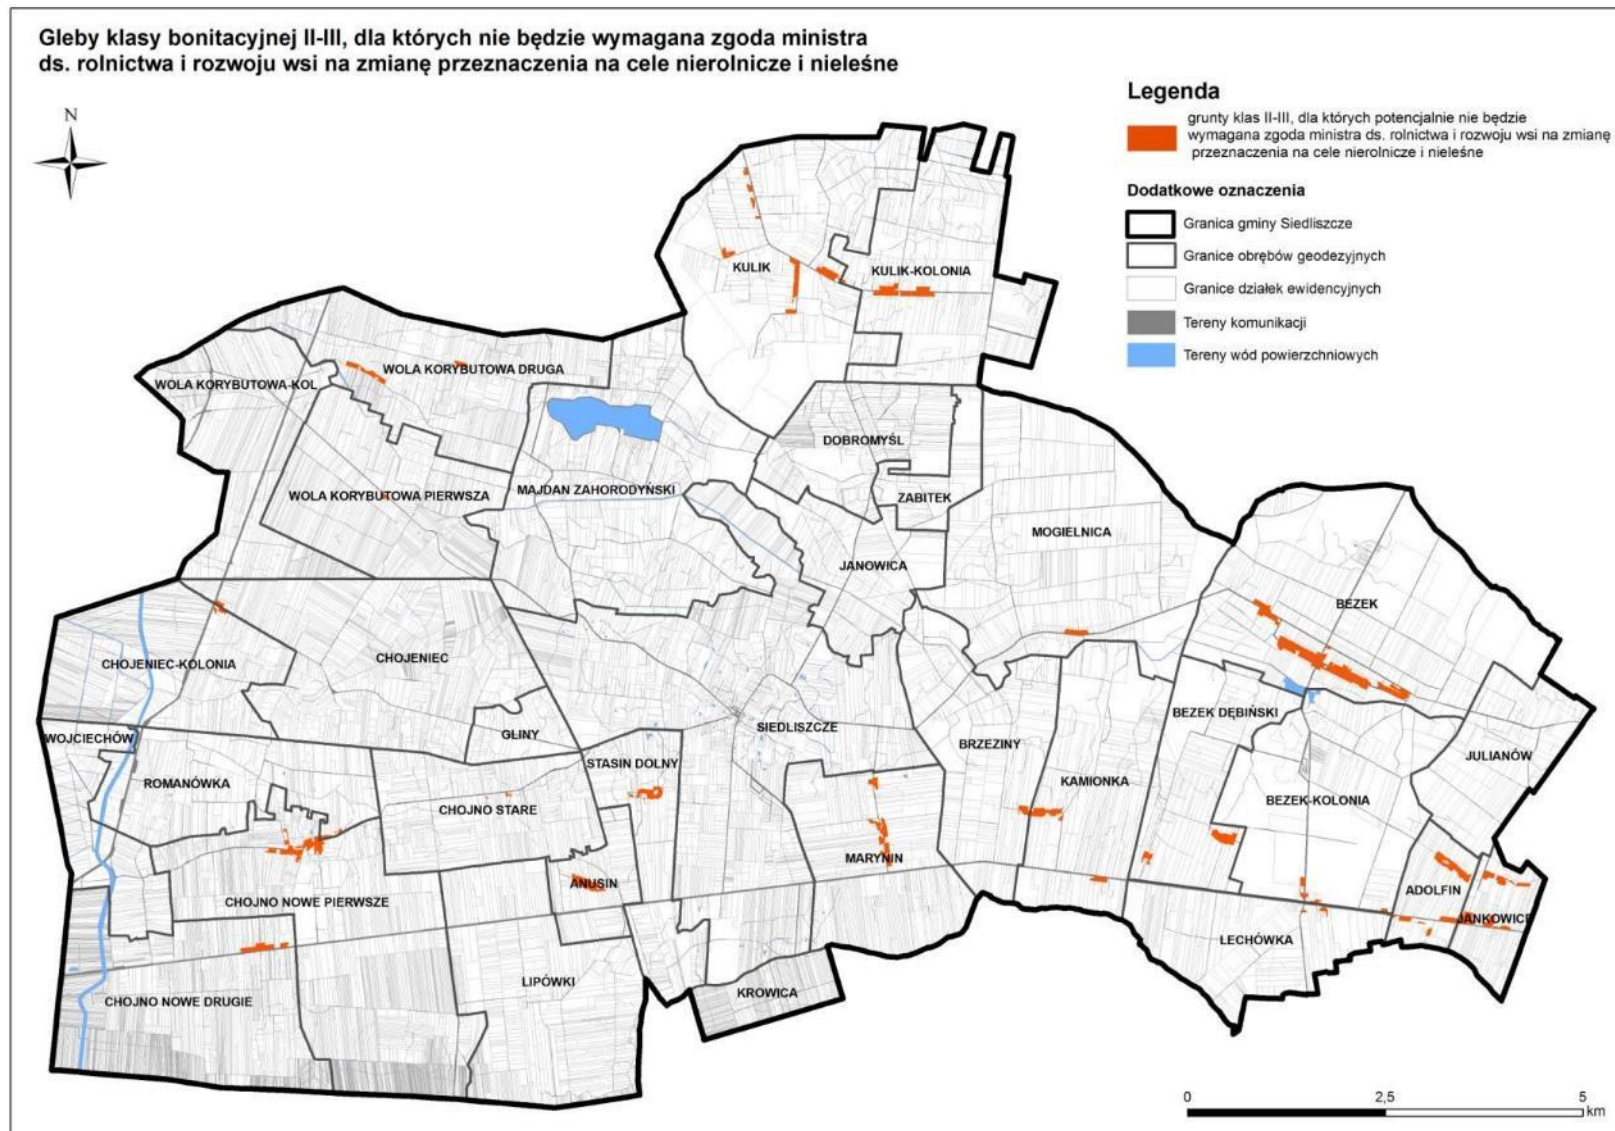 Gleby klasy bonitacyjnej II-III, dla których nie będzie wymagana zgoda ministra
ds. rolnictwa i rozwoju wsi na zmianę przeznaczenia na cele nierolnicze i nieleśne
N
Legenda
grunty klas II-III, dla których potencjalnie nie będzie
wymagana zgoda ministra ds. rolnictwa i rozwoju wsi na zmianę
przeznaczenia na cele nierolnicze i nieleśne
Dodatkowe oznaczenia
Granica gminy Siedliszcze
Granice obrębów geodezyjnych
Granice działek ewidencyjnych
Tereny komunikacji
Tereny wód powierzchniowych
KULIK
KULIK-KOLONIA
WOLA KORYBUTOWA DRUGA
WOLA KORYBUTOWA-KOL
DOBROMYŚL
WOLA KORYBUTOWA PIERWSZA
MAJDAN ZAHORODYŃSKI
ZABITEK
MOGIELNICA
JANOWICA
BEZEK
CHOJENIEC-KOLONIA
CHOJENIEC
BEZEK DĘBIŃSKI
SIEDLISZCZE
GLINY
WOJCIECHÓW
BRZEZINY
JULIANÓW
STASIN DOLNY
ROMANÓWKA
KAMIONKA
CHOJNO STARE
BEZEK-KOLONIA
MARYNIN
ANUSIN
ADOLFIN
CHOJNO NOWE PIERWSZE
JANKOWICE
LECHÓWKA
LIPÓWKI
KROWICA
CHOJNO NOWE DRUGIE
0 2,5 5
km